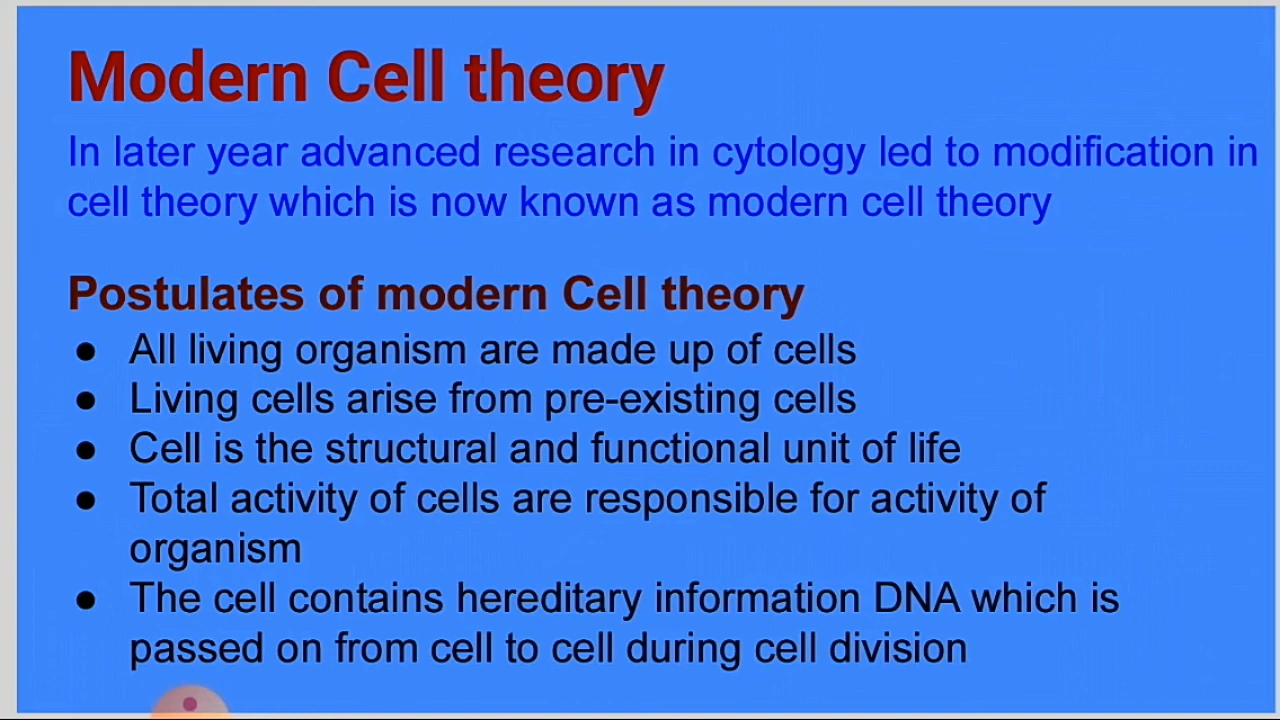 Modern Cell theory
In later year advanced research in cytology led to modification in
cell theory which is now known as modern cell theory
Postulates of modern Cell theory
● All living organism are made up of cells
● Living cells arise from pre-existing cells
● Cell is the structural and functional unit of life
● Total activity of cells are responsible for activity of
organism
● The cell contains hereditary information DNA which is
passed on from cell to cell during cell division